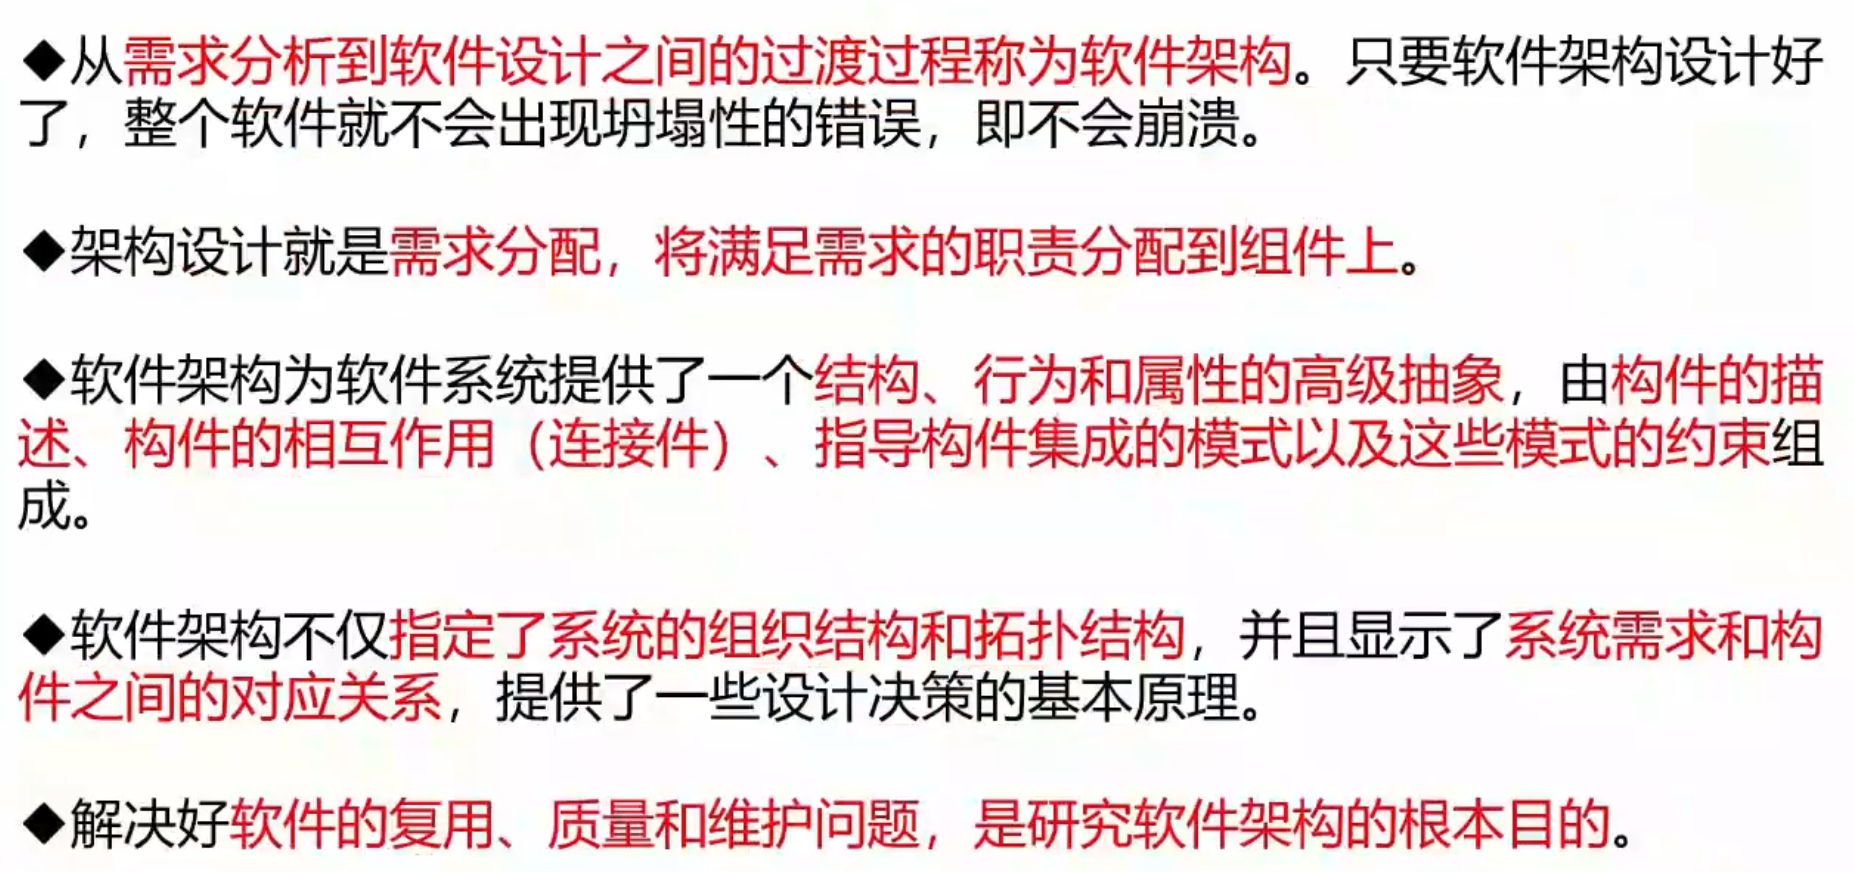 ◆从需求分析到软件设计之间的过渡过程称为软件架构。只要软件架构设计好
了，整个软件就不会出现坍塌性的错误，即不会崩溃。
◆架构设计就是需求分配，将满足需求的职责分配到组件上。
◆软件架构为软件系统提供了一个结构、行为和属性的高级抽象，由构件的描
述、构件的相互作用（连接件）、指导构件集成的模式以及这些模式的约束组
成。
◆软件架构不仅指定了系统的组织结构和拓扑结构，并且显示了系统需求和构
件之间的对应关系，提供了一些设计决策的基本原理。
◆解决好软件的复用、质量和维护问题，是研究软件架构的根本目的。